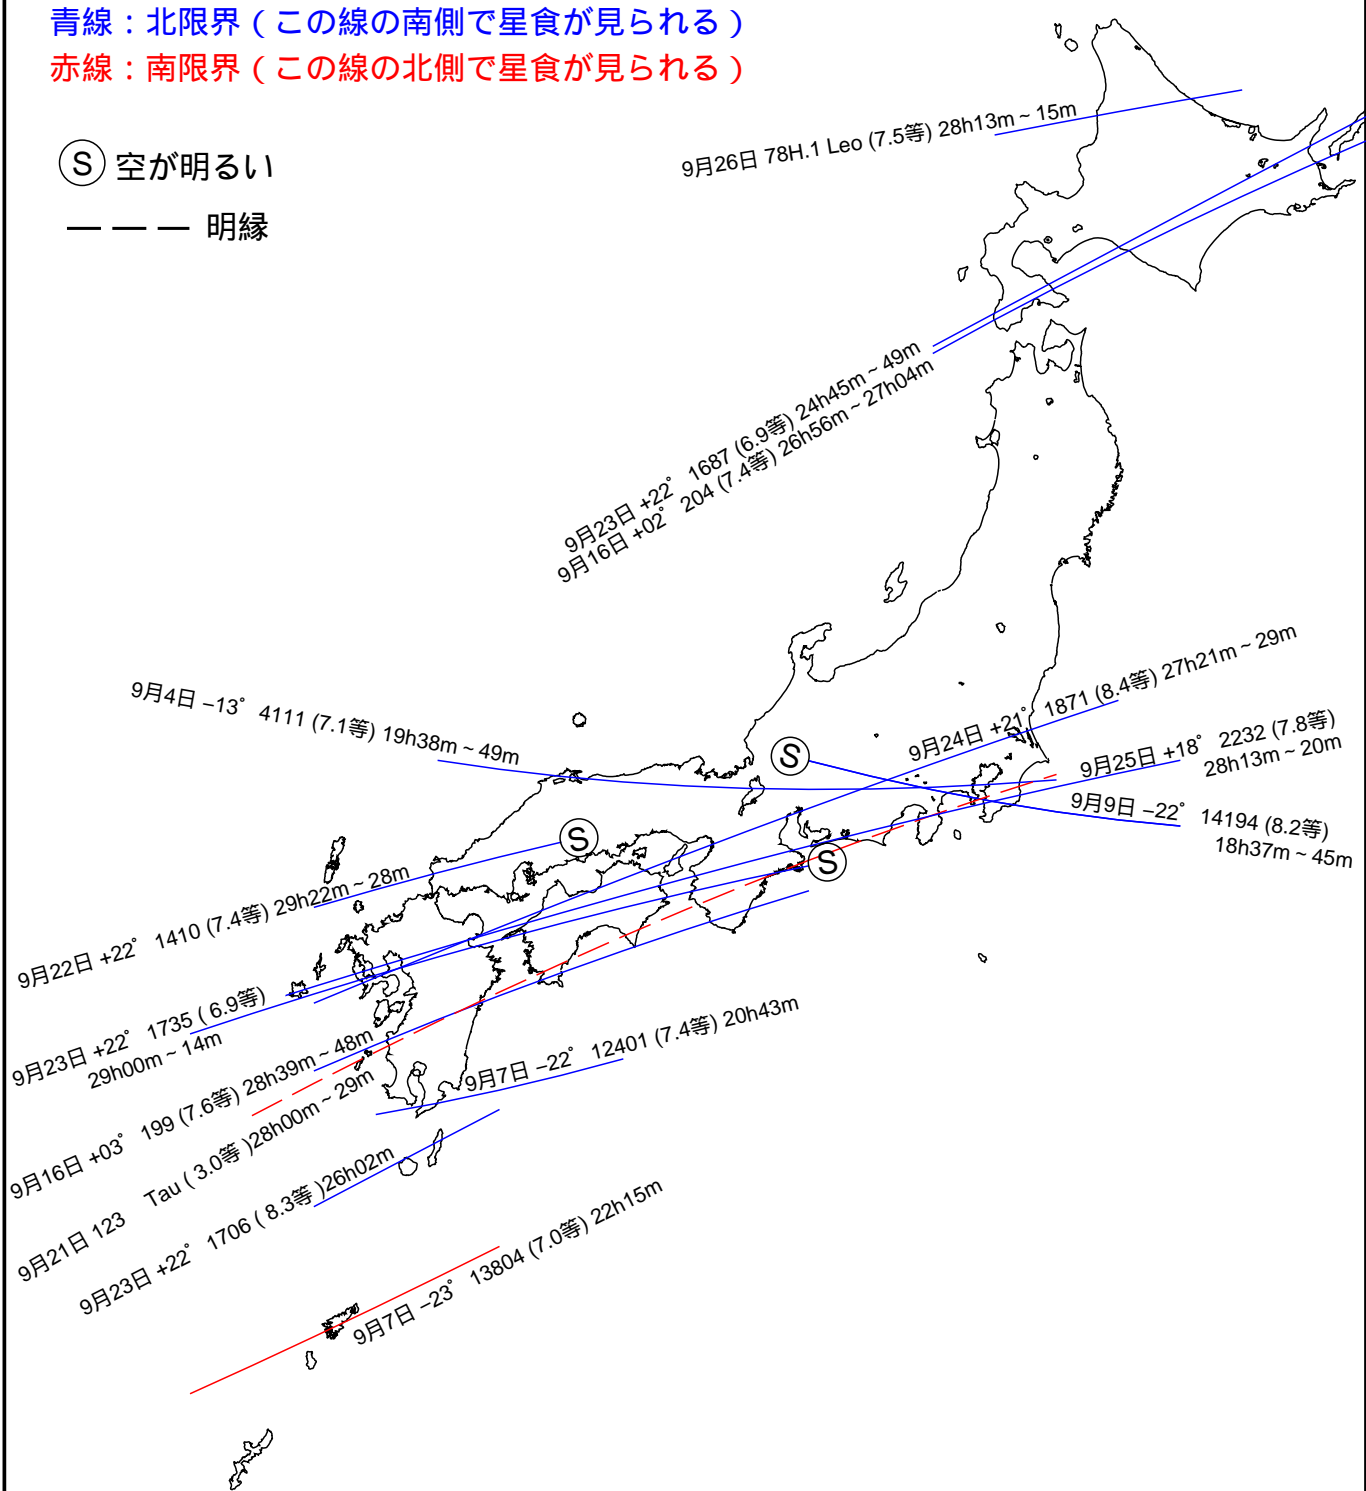 青線：北限界（この線の南側で星食が見られる）
赤線：南限界（この線の北側で星食が見られる）
S 空が明るい
— — — 明縁
9月26日 78H.1 Leo (7.5等) 28h13m ~ 15m
9月23日 +22° 1687 (6.9等) 24h45m ~ 49m
9月16日 +02° 204 (7.4等) 26h56m ~ 27h04m
9月4日 –13° 4111 (7.1等) 19h38m ~ 49m
9月24日 +21° 1871 (8.4等) 27h21m ~ 29m
S
9月25日 +18° 2232 (7.8等)
28h13m ~ 20m
9月9日 –22° 14194 (8.2等)
18h37m ~ 45m
S
S
9月22日 +22° 1410 (7.4等) 29h22m ~ 28m
9月23日 +22° 1735 ( 6.9等)
29h00m ~ 14m
9月16日 +03° 199 (7.6等) 28h39m ~ 48m
9月7日 –22° 12401 (7.4等) 20h43m
9月21日 123 Tau ( 3.0等 )28h00m ~ 29m
9月23日 +22° 1706 ( 8.3等 )26h02m
9月7日 –23° 13804 (7.0等) 22h15m